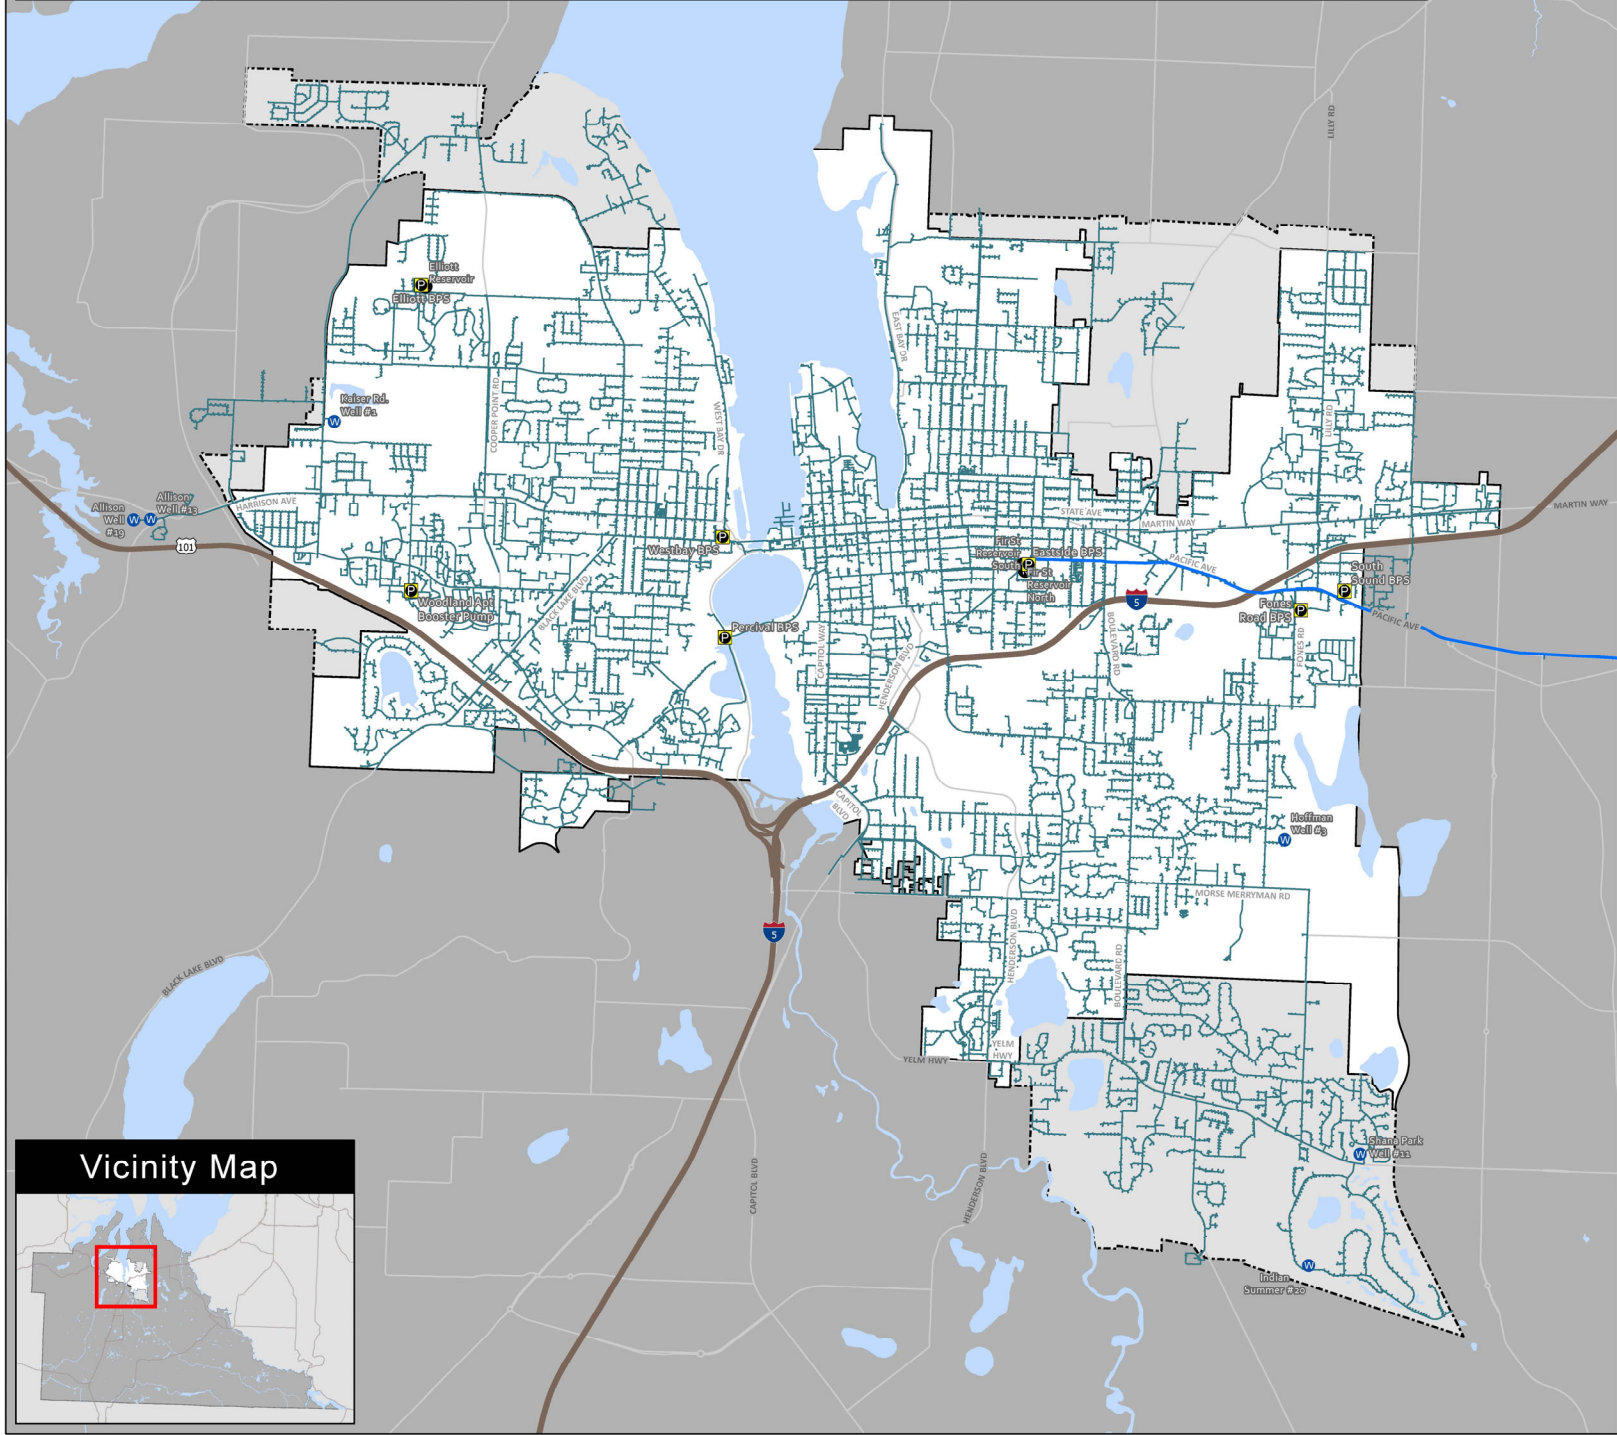 LILLY RD
Elliott
Reservoir
P
Elliott BPS
EAST BAY DR
Kaiser Rd.
Well #1
W
COOPER POINT RD
WEST BAY DR
LILLY RD
HARRISON AVE
Allison
Well
#19
W
W
Allison
Well #13
101
STATE AVE
MARTIN WAY
MARTIN WAY
P
Westbay BPS
Fir St
Reservoir
South
P
Eastside BPS
Fir St
Reservoir
North
PACIFIC AVE
South
Sound BPS
P
P
Woodland Apt
Booster Pump
BLACK LAKE BLVD
5
Fones
Road BPS
P
PACIFIC AVE
P
Percival BPS
CAPITOL WAY
HENDERSON BLVD
BOULEVARD RD
FONES RD
CAPITOL
BLVD
Hoffman
Well #3
W
MORSE MERRYMAN RD
5
HENDERSON BLVD
BOULEVARD RD
BLACK LAKE BLVD
YELM HWY
YELM
HWY
Shana Park
W
Well #11
CAPITOL BLVD
HENDERSON BLVD
W
Indian
Summer #20
Vicinity Map